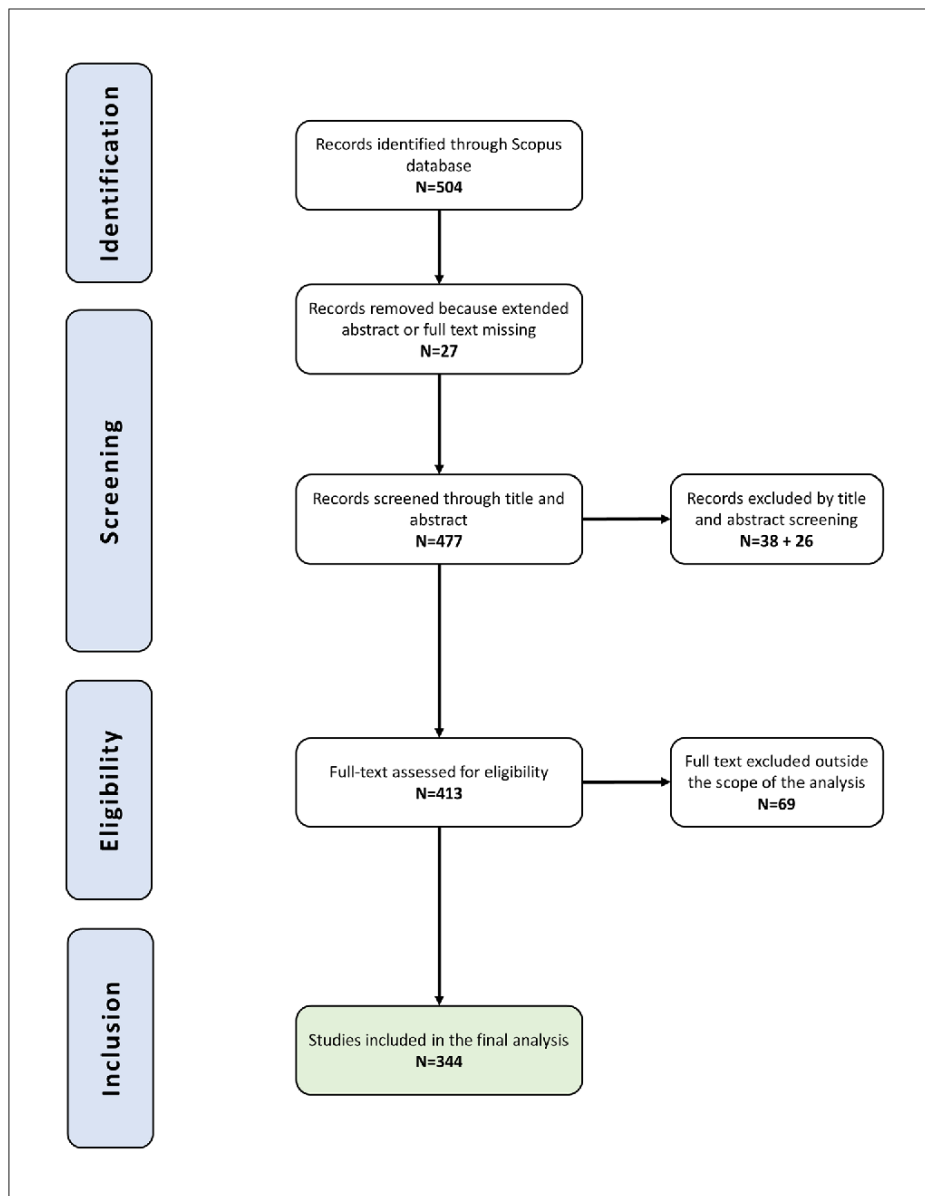 Identification
Records identified through Scopus
database
N=504
Screening
Records removed because extended
abstract or full text missing
N=27
Records screened through title and
abstract
N=477
Records excluded by title
and abstract screening
N=38 + 26
Eligibility
Full-text assessed for eligibility
N=413
Full text excluded outside
the scope of the analysis
N=69
Inclusion
Studies included in the final analysis
N=344